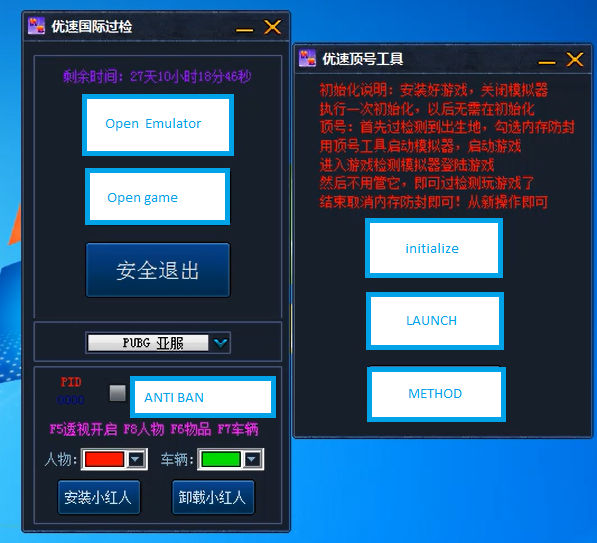 优速国际过检
剩余时间：27天10小时18分46秒
Open Emulator
Open game
安全退出
PUBG 亚服
PID
0000
ANTI BAN
F5透视开启 F8人物 F6物品 F7车辆
人物:
车辆:
安装小红人
卸载小红人
优速顶号工具
初始化说明：安装好游戏，关闭模拟器
执行一次初始化，以后无需在初始化
顶号：首先过检测到出生地，勾选内存防封
用顶号工具启动模拟器，启动游戏
进入游戏检测模拟器登陆游戏
然后不用管它，即可过检测玩游戏了
结束取消内存防封即可！从新操作即可
initialize
LAUNCH
METHOD